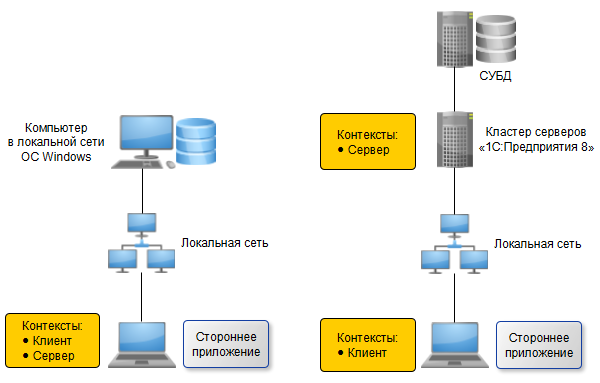 Компьютер
в локальной сети
ОС Windows
Локальная сеть
Контексты:
● Клиент
● Сервер
Стороннее
приложение
СУБД
Контексты:
● Сервер
Кластер серверов
«1С:Предприятия 8»
Локальная сеть
Контексты:
● Клиент
Стороннее
приложение